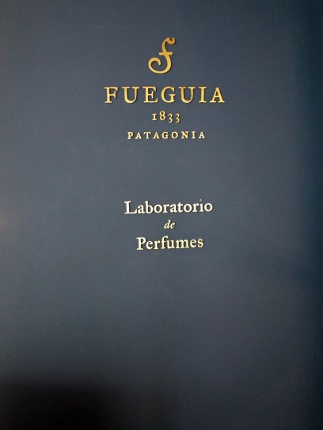 FUEGUIA
1833
PATAGONIA
Laboratorio
de
Perfumes